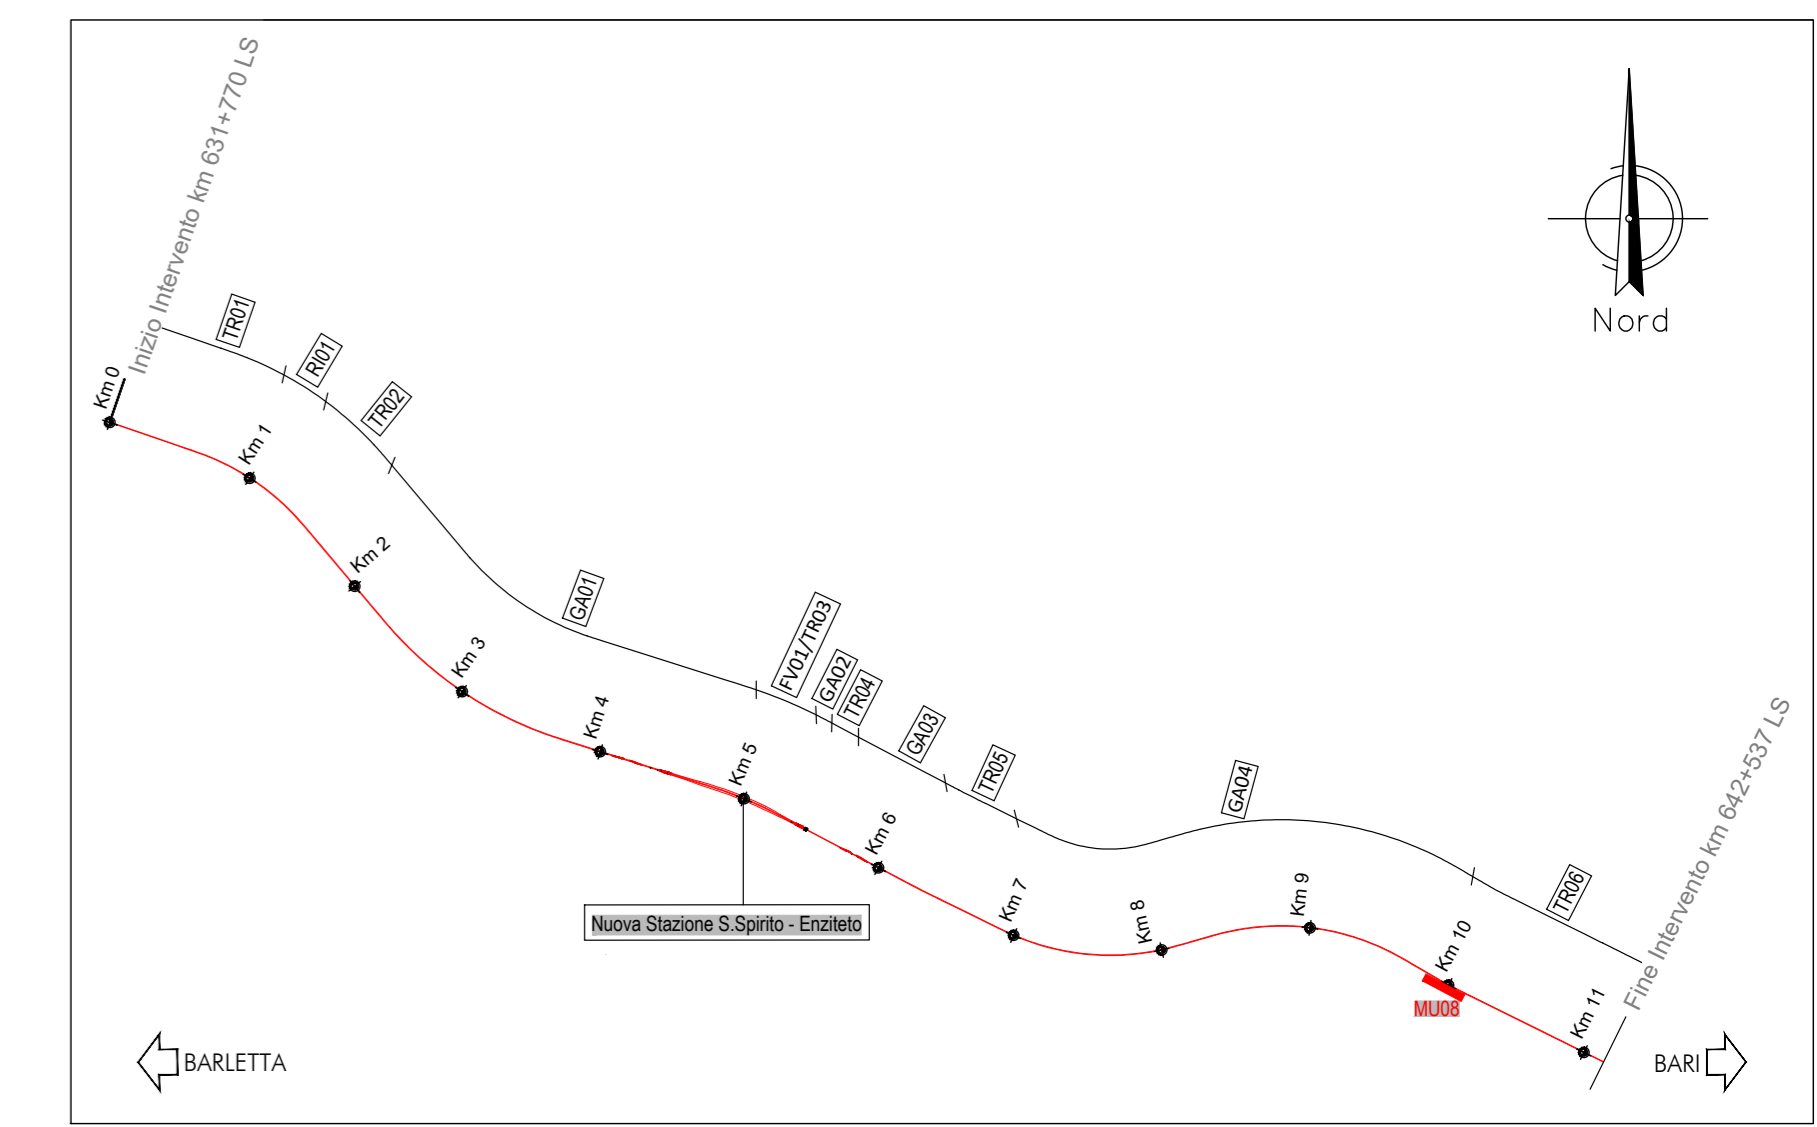 Inizio Intervento km 631+770 LS
Nord
TR01
RI01
TR02
GA01
FV01/TR03
GA02
TR04
GA03
TR05
GA04
TR06
Fine Intervento km 642+537 LS
Km 0
Km 1
Km 2
Km 3
Km 4
Km 5
Km 6
Km 7
Km 8
Km 9
Km 10
Km 11
Nuova Stazione S.Spirito - Enziteto
MU08
BARLETTA
BARI